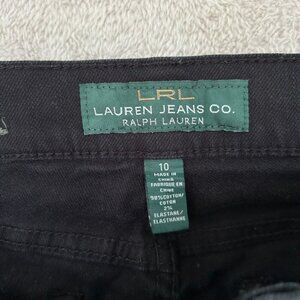 LRL
LAUREN JEANS CO.
RALPH LAUREN
10
MADE IN
CHINA
FABRIQUÉ EN
CHINE
98%COTTON/
COTON
2%
ELASTANE/
ELASTHANNE